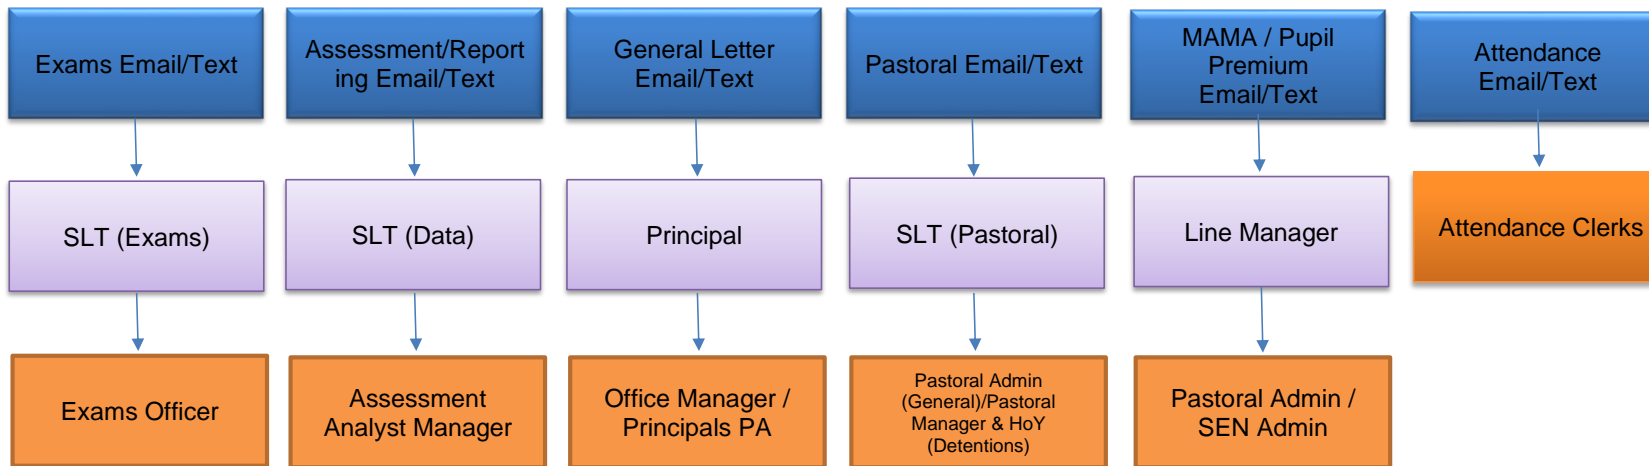 Exams Email/Text
Assessment/Report
ing Email/Text
General Letter
Email/Text
Pastoral Email/Text
MAMA / Pupil
Premium
Email/Text
Attendance
Email/Text
SLT (Exams)
SLT (Data)
Principal
SLT (Pastoral)
Line Manager
Attendance Clerks
Exams Officer
Assessment
Analyst Manager
Office Manager /
Principals PA
Pastoral Admin
(General)/Pastoral
Manager & HoY
(Detentions)
Pastoral Admin /
SEN Admin